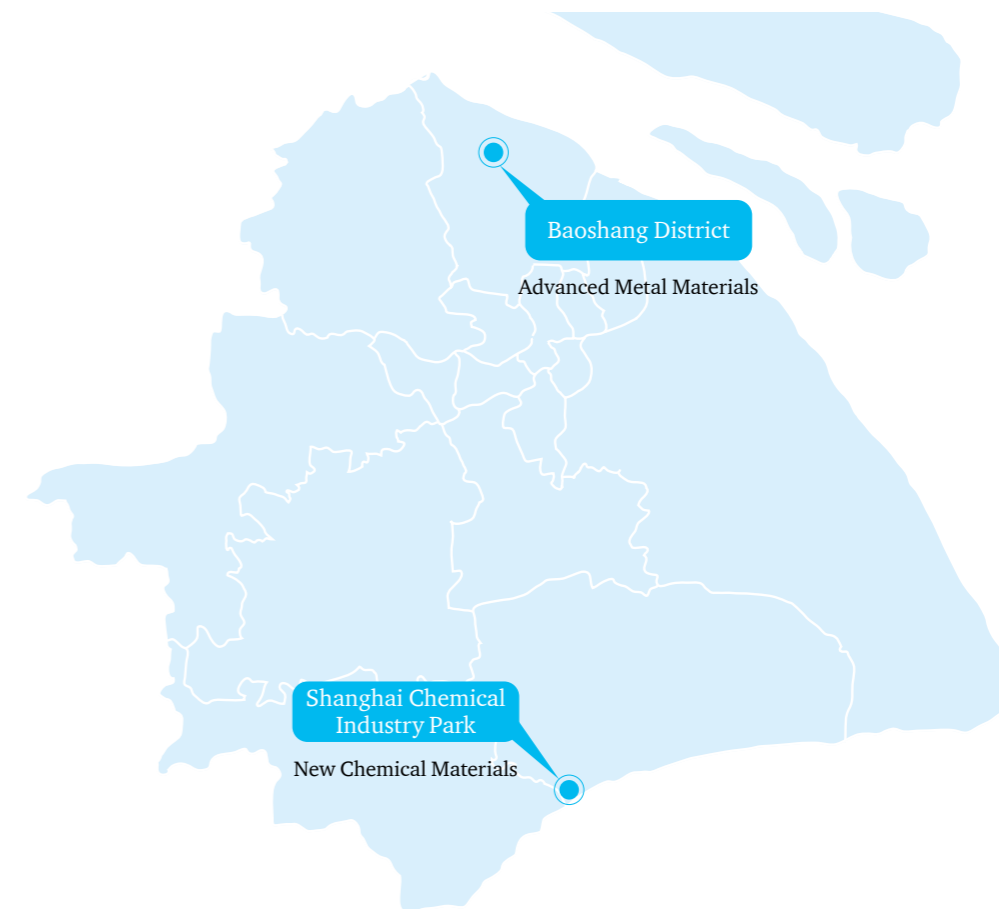 Baoshang District
Advanced Metal Materials
Shanghai Chemical
Industry Park
New Chemical Materials